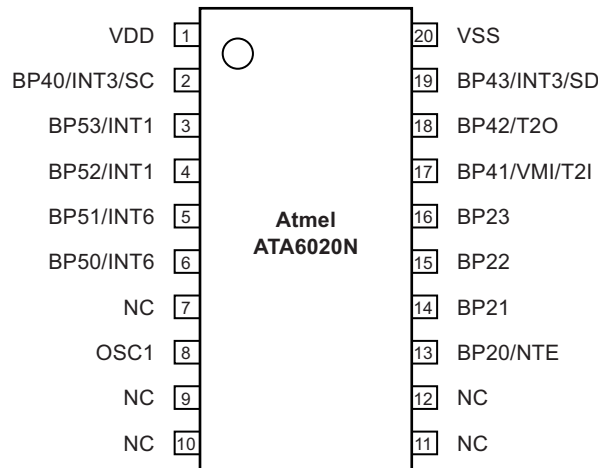 VDD 1 20 VSS
BP40/INT3/SC 2 19 BP43/INT3/SD
BP53/INT1 3 18 BP42/T2O
BP52/INT1 4 17 BP41/VMI/T2I
BP51/INT6 5 16 BP23
Atmel
ATA6020N
BP50/INT6 6 15 BP22
NC 7 14 BP21
OSC1 8 13 BP20/NTE
NC 9 12 NC
NC 10 11 NC